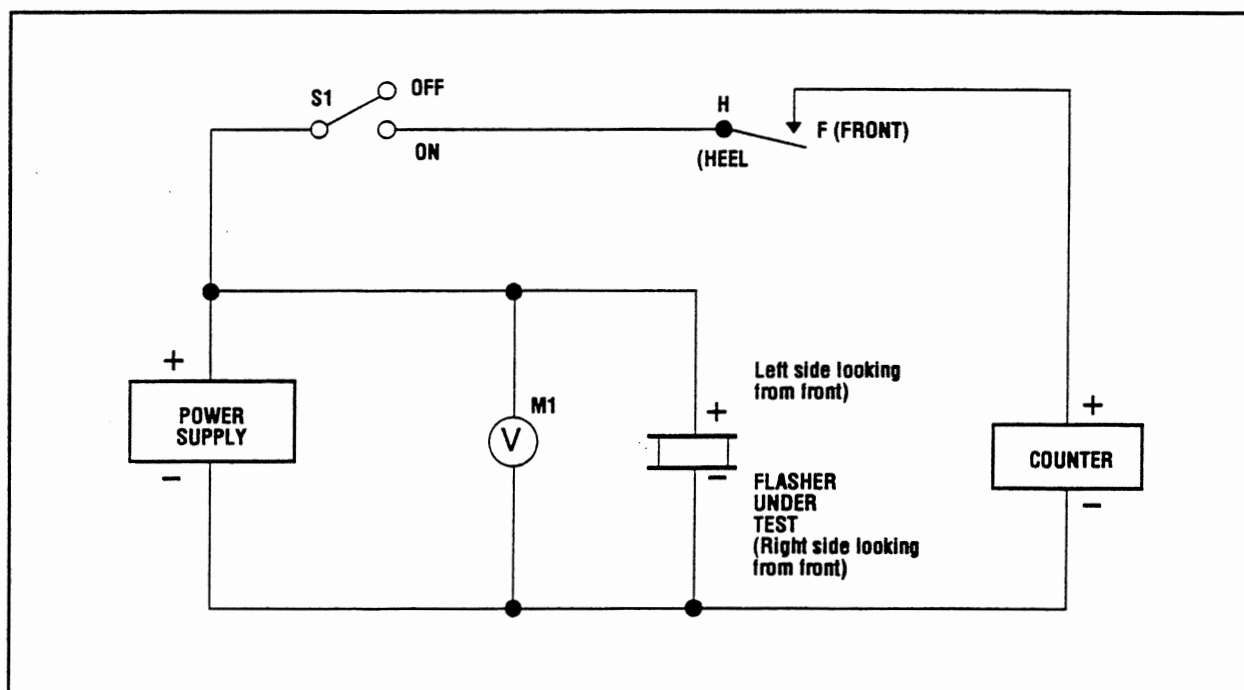 OFF
S1
ON
H
F (FRONT)
(HEEL
+
POWER
SUPPLY
−
M1
V
Left side looking
from front)
+
−
FLASHER
UNDER
TEST
(Right side looking
from front)
+
COUNTER
−